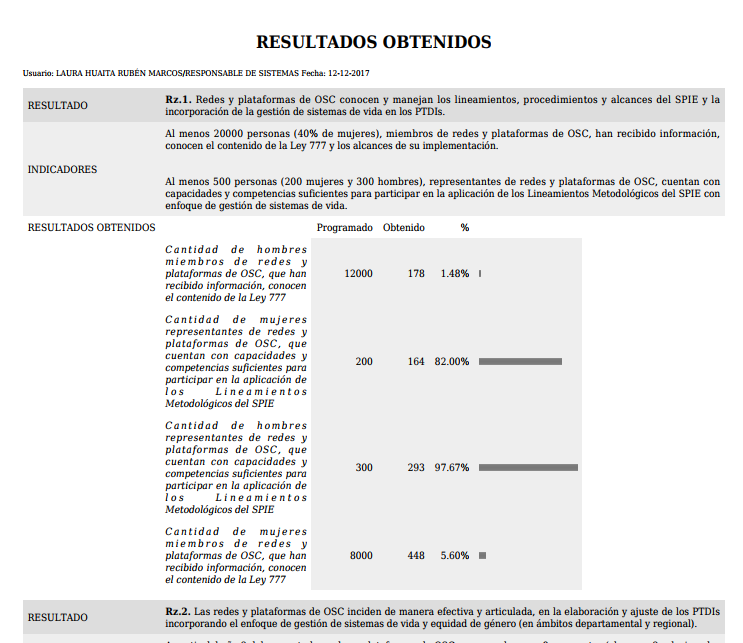 RESULTADOS OBTENIDOS
Usuario: LAURA HUAITA RUBÉN MARCOS/RESPONSABLE DE SISTEMAS Fecha: 12-12-2017
RESULTADO
Rz.1. Redes y plataformas de OSC conocen y manejan los lineamientos, procedimientos y alcances del SPIE y la
incorporación de la gestión de sistemas de vida en los PTDIs.
INDICADORES
Al menos 20000 personas (40% de mujeres), miembros de redes y plataformas de OSC, han recibido información,
conocen el contenido de la Ley 777 y los alcances de su implementación.
Al menos 500 personas (200 mujeres y 300 hombres), representantes de redes y plataformas de OSC, cuentan con
capacidades y competencias suficientes para participar en la aplicación de los Lineamientos Metodológicos del SPIE con
enfoque de gestión de sistemas de vida.
RESULTADOS OBTENIDOS Programado Obtenido %
Cantidad de hombres
miembros de redes y
plataformas de OSC, que han
recibido información, conocen
el contenido de la Ley 777
12000 178 1.48%
Cantidad de mujeres
representantes de redes y
plataformas de OSC, que
cuentan con capacidades y
competencias suficientes para
participar en la aplicación de
los Lineamientos
Metodológicos del SPIE
200 164 82.00%
Cantidad de hombres
representantes de redes y
plataformas de OSC, que
cuentan con capacidades y
competencias suficientes para
participar en la aplicación de
los Lineamientos
Metodológicos del SPIE
300 293 97.67%
Cantidad de mujeres
miembros de redes y
plataformas de OSC, que han
recibido información, conocen
el contenido de la Ley 777
8000 448 5.60%
RESULTADO
Rz.2. Las redes y plataformas de OSC inciden de manera efectiva y articulada, en la elaboración y ajuste de los PTDIs
incorporando el enfoque de gestión de sistemas de vida y equidad de género (en ámbitos departamental y regional).